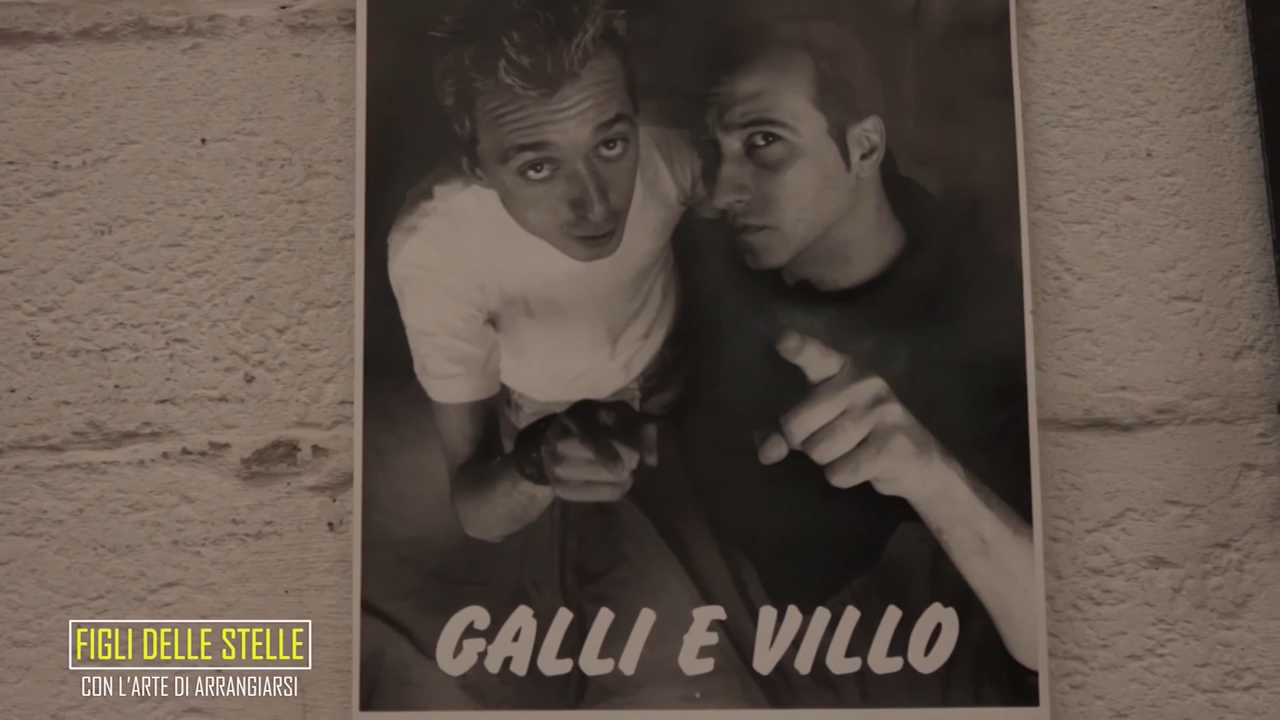 GALLI E VILLO
FIGLI DELLE STELLE
CON L'ARTE DI ARRANGIARSI